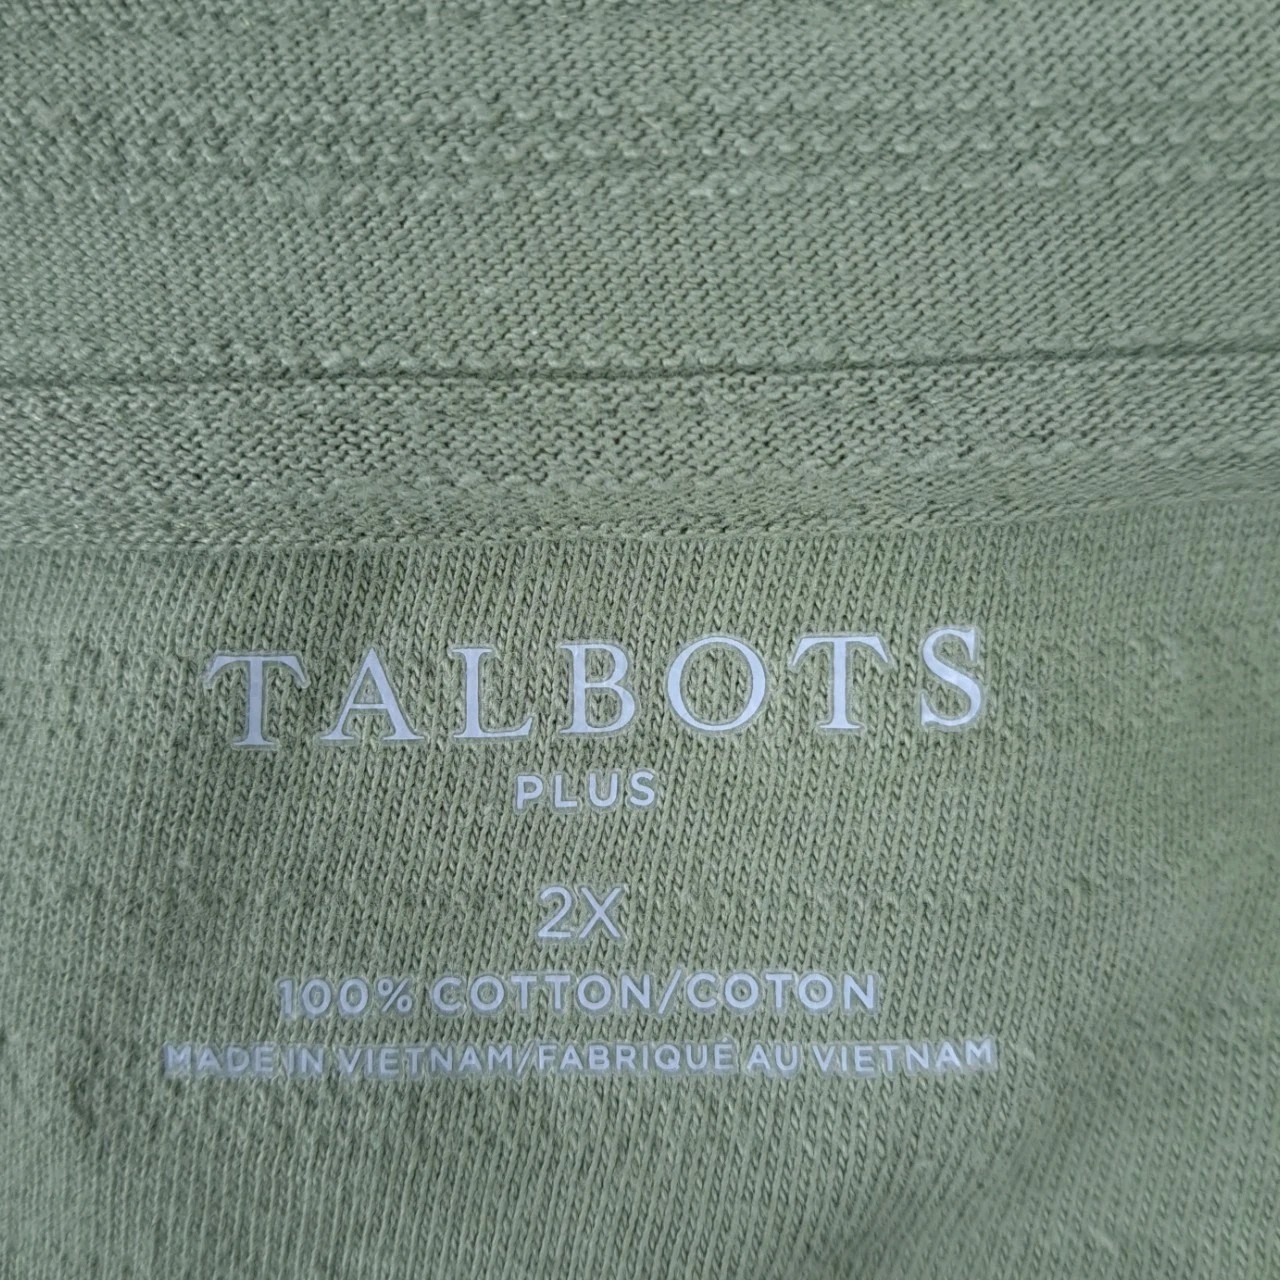 TALBOTS
PLUS
2X
100% COTTON/COTON
MADE IN VIETNAM/FABRIQUÉ AU VIETNAM